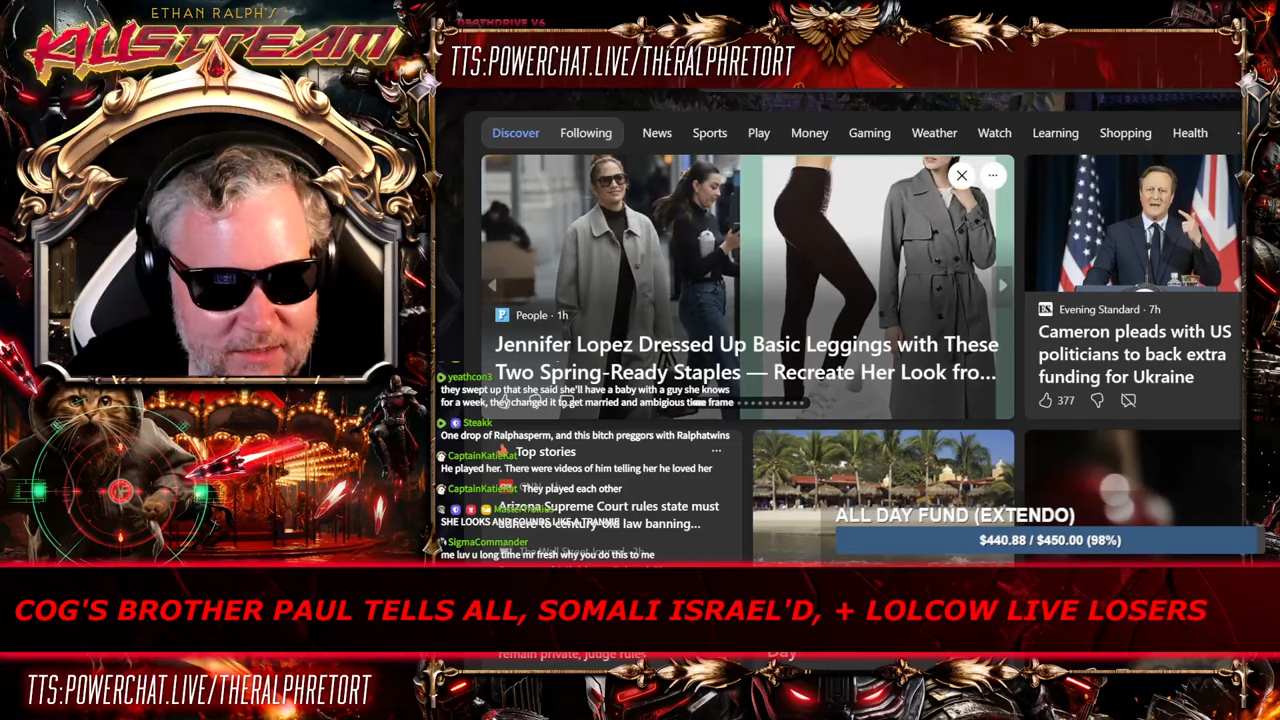 ETHAN RALPH'S
KILLSTREAM
TTS:POWERCHAT.LIVE/THERALPHRETORT
Discover Following News Sports Play Money Gaming Weather Watch Learning Shopping Health
People · 1h
Jennifer Lopez Dressed Up Basic Leggings with These
Two Spring-Ready Staples — Recreate Her Look fro...
ES Evening Standard · 7h
Cameron pleads with US
politicians to back extra
funding for Ukraine
377
yeathcon3
they swept up that she said she'll have a baby with a guy she knows
for a week, they changed it to get married and ambigious time frame
Steakk
One drop of Ralphasperm, and this bitch preggors with Ralphatwins
Top stories
CaptainKatieKat
He played her. There were videos of him telling her he loved her
CaptainKatieKat They played each other
Arizona Supreme Court rules state must
SHE LOOKS AND SOUNDS LIKE A TRANNIE
law banning...
SigmaCommander
me luv u long time mr fresh why you do this to me
ALL DAY FUND (EXTENDO)
$440.88 / $450.00 (98%)
COG'S BROTHER PAUL TELLS ALL, SOMALI ISRAEL'D, + LOLCOW LIVE LOSERS
remain private, judge rules
Day
TTS:POWERCHAT.LIVE/THERALPHRETORT